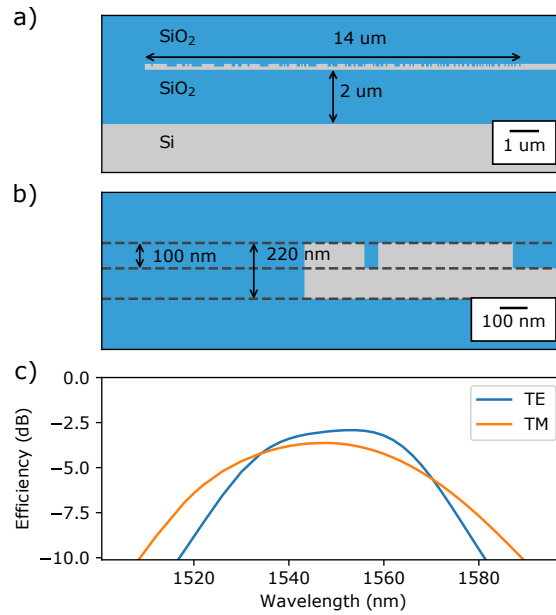 a)
SiO₂
14 um
SiO₂
2 um
Si
1 um
b)
100 nm
220 nm
100 nm
c)
0.0
−2.5
−5.0
−7.5
−10.0
Efficiency (dB)
TE
TM
1520
1540
1560
1580
Wavelength (nm)